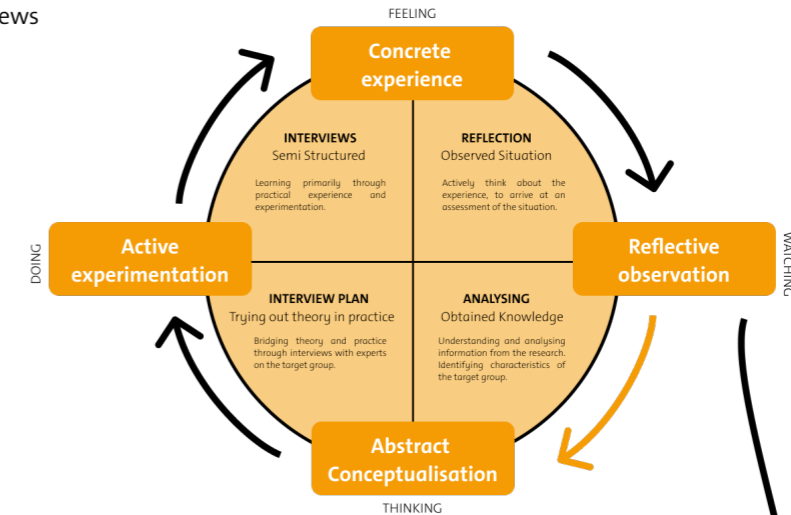 ews
FEELING
Concrete
experience
INTERVIEWS
Semi Structured
Learning primarily through
practical experience and
experimentation.
REFLECTION
Observed Situation
Actively think about the
experience, to arrive at an
assessment of the situation.
DOING
Active
experimentation
Reflective
observation
WATCHING
INTERVIEW PLAN
Trying out theory in practice
Bridging theory and practice
through interviews with experts
on the target group.
ANALYSING
Obtained Knowledge
Understanding and analysing
information from the research.
Identifying characteristics of
the target group.
Abstract
Conceptualisation
THINKING